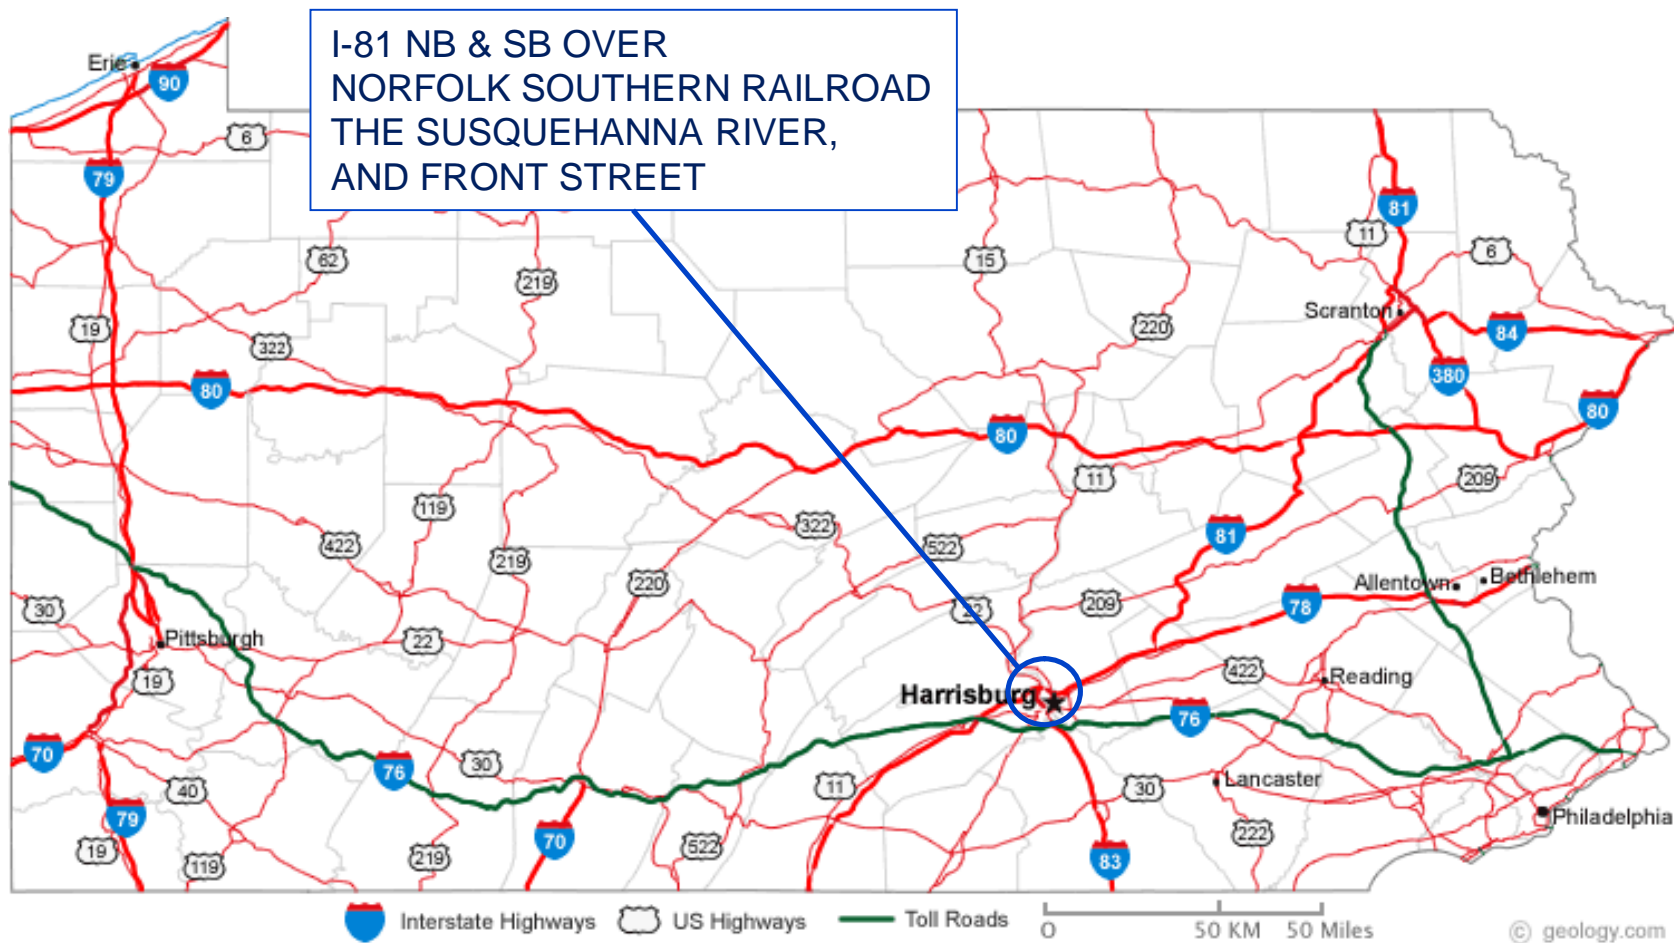 I-81 NB & SB OVER
NORFOLK SOUTHERN RAILROAD
THE SUSQUEHANNA RIVER,
AND FRONT STREET
Erie
90
6
79
81
11
6
62
15
219
Scranton
19
220
84
322
380
80
80
80
11
209
119
322
81
422
522
219
220
Allentown
Bethlehem
30
22
209
78
22
Pittsburgh
422
Reading
19
Harrisburg
76
70
76
30
Lancaster
40
11
30
79
Philadelphia
70
222
19
522
119
219
83
Interstate Highways
US Highways
Toll Roads
0
50 KM
50 Miles
© geology.com